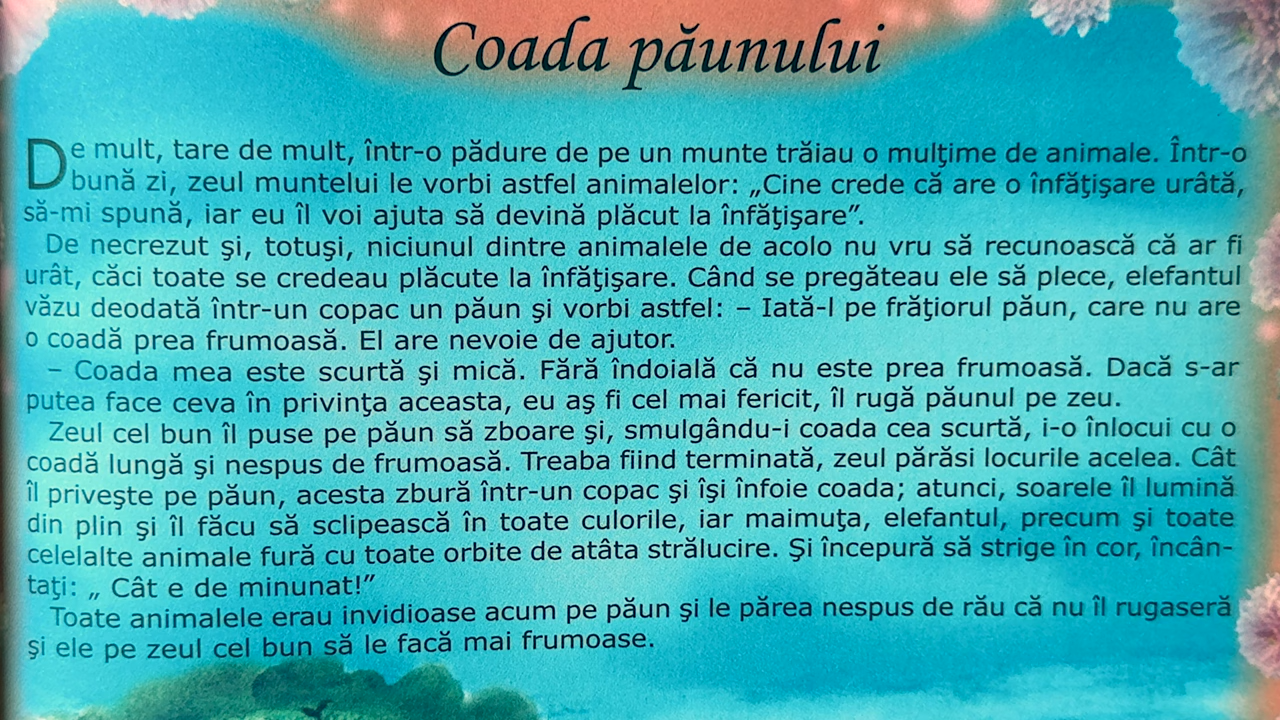 Coada păunului
De mult, tare de mult, într-o pădure de pe un munte trăiau o mulţime de animale. Într-o
bună zi, zeul muntelui le vorbi astfel animalelor: „Cine crede că are o înfăţişare urâtă,
să-mi spună, iar eu îl voi ajuta să devină plăcut la înfăţişare”.
De necrezut şi, totuşi, niciunul dintre animalele de acolo nu vru să recunoască că ar fi
urât, căci toate se credeau plăcute la înfăţişare. Când se pregăteau ele să plece, elefantul
văzu deodată într-un copac un păun şi vorbi astfel: – Iată-l pe frăţiorul păun, care nu are
o coadă prea frumoasă. El are nevoie de ajutor.
– Coada mea este scurtă şi mică. Fără îndoială că nu este prea frumoasă. Dacă s-ar
putea face ceva în privinţa aceasta, eu aş fi cel mai fericit, îl rugă păunul pe zeu.
Zeul cel bun îl puse pe păun să zboare şi, smulgându-i coada cea scurtă, i-o înlocui cu o
coadă lungă şi nespus de frumoasă. Treaba fiind terminată, zeul părăsi locurile acelea. Cât
îl priveşte pe păun, acesta zbură într-un copac şi îşi înfoie coada; atunci, soarele îl lumină
din plin şi îl făcu să sclipească în toate culorile, iar maimuţa, elefantul, precum şi toate
celelalte animale fură cu toate orbite de atâta strălucire. Şi începură să strige în cor, încân-
taţi: „ Cât e de minunat!”
Toate animalele erau invidioase acum pe păun şi le părea nespus de rău că nu îl rugaseră
şi ele pe zeul cel bun să le facă mai frumoase.